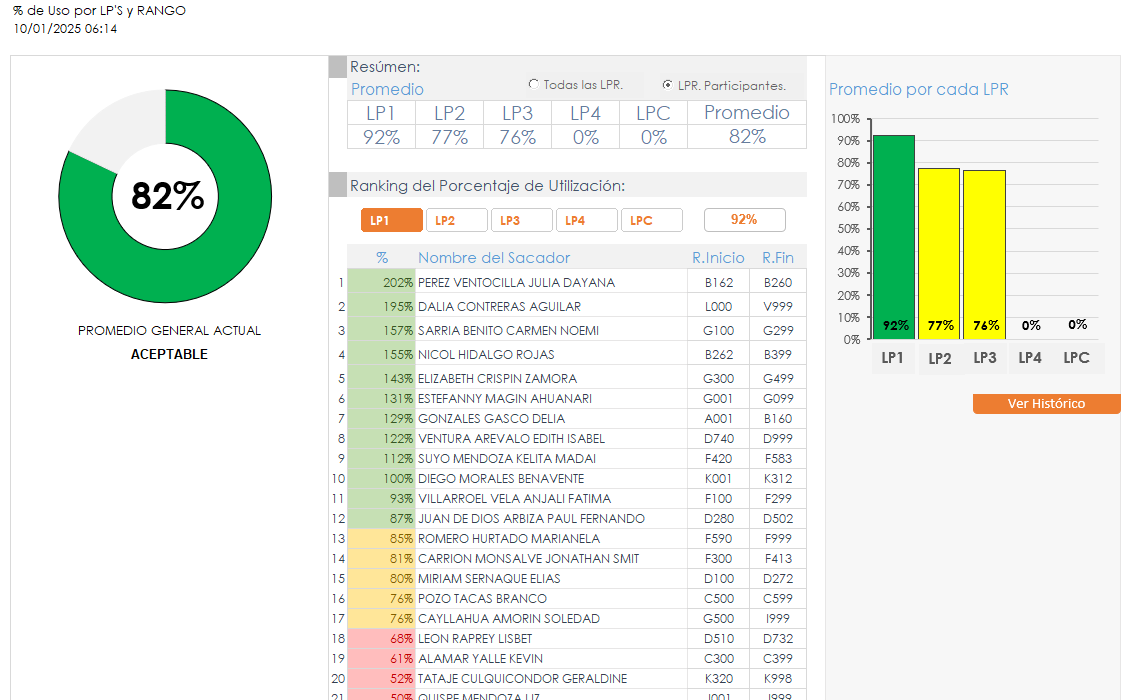 % de Uso por LP'S y RANGO
10/01/2025 06:14
82%
PROMEDIO GENERAL ACTUAL
ACEPTABLE
Resúmen:
Promedio
Todas las LPR.
LPR. Participantes.
LP1 LP2 LP3 LP4 LPC Promedio
92% 77% 76% 0% 0% 82%
Ranking del Porcentaje de Utilización:
LP1 LP2 LP3 LP4 LPC 92%
% Nombre del Sacador R.Inicio R.Fin
1 202% PEREZ VENTOCILLA JULIA DAYANA B162 B260
2 195% DALIA CONTRERAS AGUILAR L000 V999
3 157% SARRIA BENITO CARMEN NOEMI G100 G299
4 155% NICOL HIDALGO ROJAS B262 B399
5 143% ELIZABETH CRISPIN ZAMORA G300 G499
6 131% ESTEFANNY MAGIN AHUANARI G001 G099
7 129% GONZALES GASCO DELIA A001 B160
8 122% VENTURA AREVALO EDITH ISABEL D740 D999
9 112% SUYO MENDOZA KELITA MADAI F420 F583
10 100% DIEGO MORALES BENAVENTE K001 K312
11 93% VILLARROEL VELA ANJALI FATIMA F100 F299
12 87% JUAN DE DIOS ARBIZA PAUL FERNANDO D280 D502
13 85% ROMERO HURTADO MARIANELA F590 F999
14 81% CARRION MONSALVE JONATHAN SMIT F300 F413
15 80% MIRIAM SERNAQUE ELIAS D100 D272
16 76% POZO TACAS BRANCO C500 C599
17 76% CAYLLAHUA AMORIN SOLEDAD G500 I999
18 68% LEON RAPREY LISBET D510 D732
19 61% ALAMAR YALLE KEVIN C300 C399
20 52% TATAJE CULQUICONDOR GERALDINE K320 K998
21 50% QUISPE MENDOZA LIZ J001 J999
Promedio por cada LPR
100%
90%
80%
70%
60%
50%
40%
30%
20%
10%
0%
92% 77% 76% 0% 0%
LP1 LP2 LP3 LP4 LPC
Ver Histórico